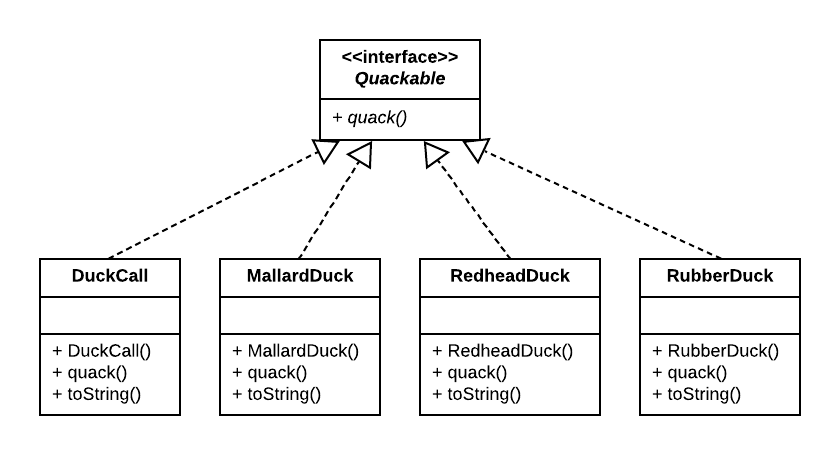 <<interface>>
Quackable
+ quack()
DuckCall
+ DuckCall()
+ quack()
+ toString()
MallardDuck
+ MallardDuck()
+ quack()
+ toString()
RedheadDuck
+ RedheadDuck()
+ quack()
+ toString()
RubberDuck
+ RubberDuck()
+ quack()
+ toString()